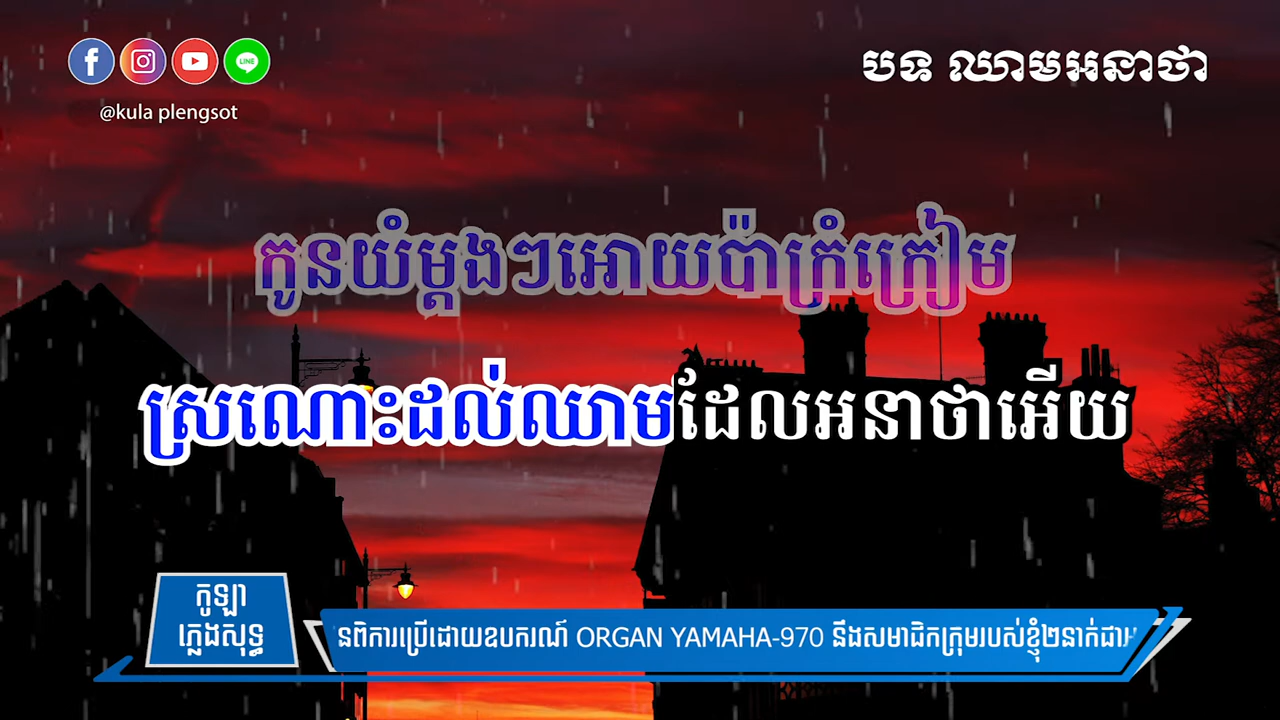 បទ ឈាមអនាថា
@kula plengsot
កូនយំម្ដងៗអោយប៉ាក្រំក្រៀម
ស្រណោះដល់ឈាមដែលអនាថាអើយ
កូឡា
ភ្លេងសុទ្ធ
នពិការប្រើដោយឧបករណ៍ ORGAN YAMAHA-970 នឹងសមាជិកក្រុមរបស់ខ្ញុំ២នាក់ជា